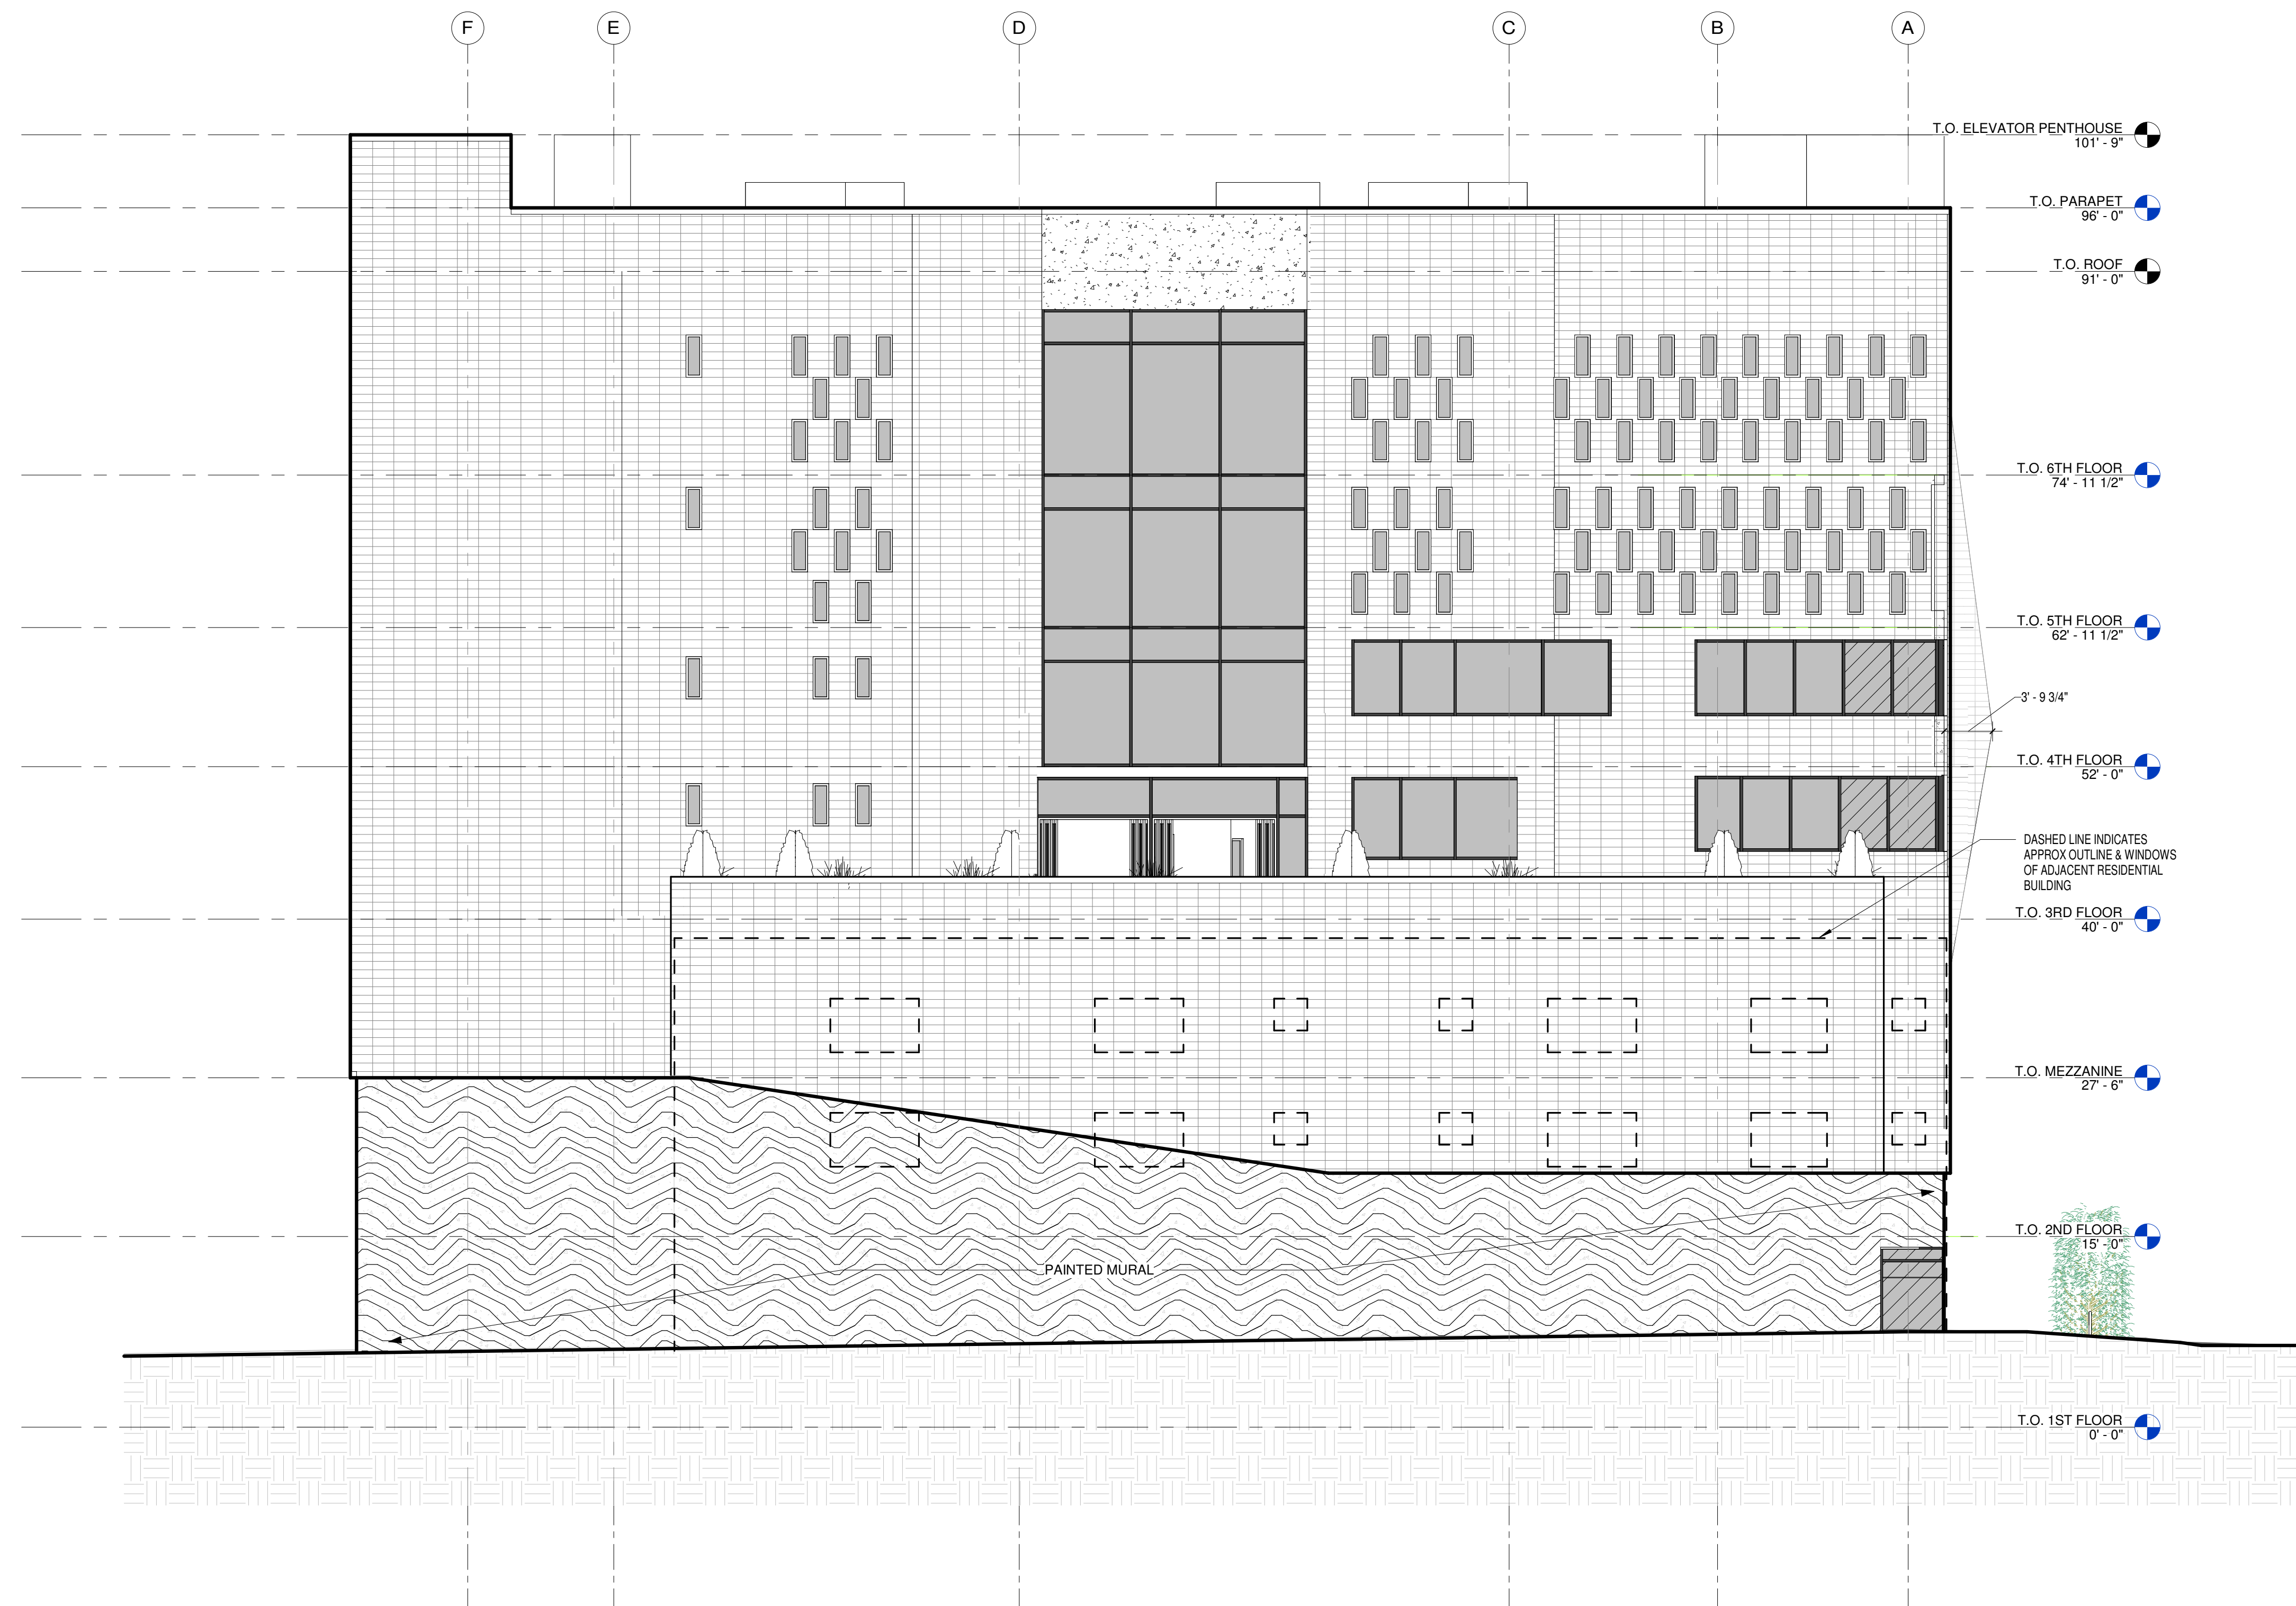 F
E
D
C
B
A
T.O. ELEVATOR PENTHOUSE
101' - 9"
T.O. PARAPET
96' - 0"
T.O. ROOF
91' - 0"
T.O. 6TH FLOOR
74' - 11 1/2"
T.O. 5TH FLOOR
62' - 11 1/2"
3' - 9 3/4"
T.O. 4TH FLOOR
52' - 0"
DASHED LINE INDICATES
APPROX OUTLINE & WINDOWS
OF ADJACENT RESIDENTIAL
BUILDING
T.O. 3RD FLOOR
40' - 0"
T.O. MEZZANINE
27' - 6"
T.O. 2ND FLOOR
15' - 0"
PAINTED MURAL
T.O. 1ST FLOOR
0' - 0"